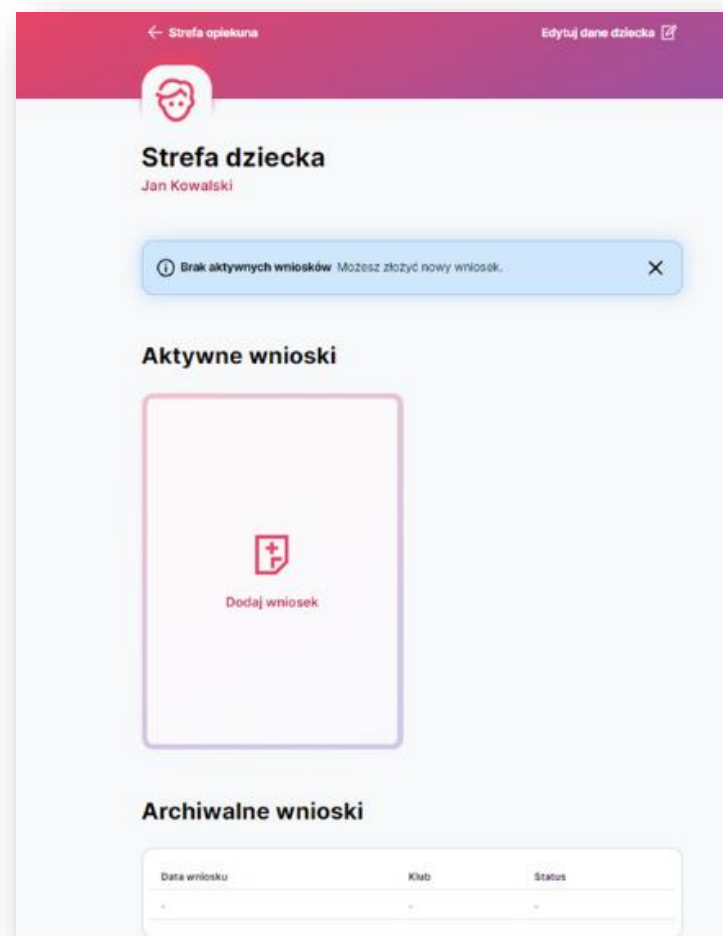 ← Strefa opiekuna
Edytuj dane dziecka
Strefa dziecka
Jan Kowalski
Brak aktywnych wniosków Możesz złożyć nowy wniosek.
Aktywne wnioski
Dodaj wniosek
Archiwalne wnioski
Data wniosku Klub Status
- - -